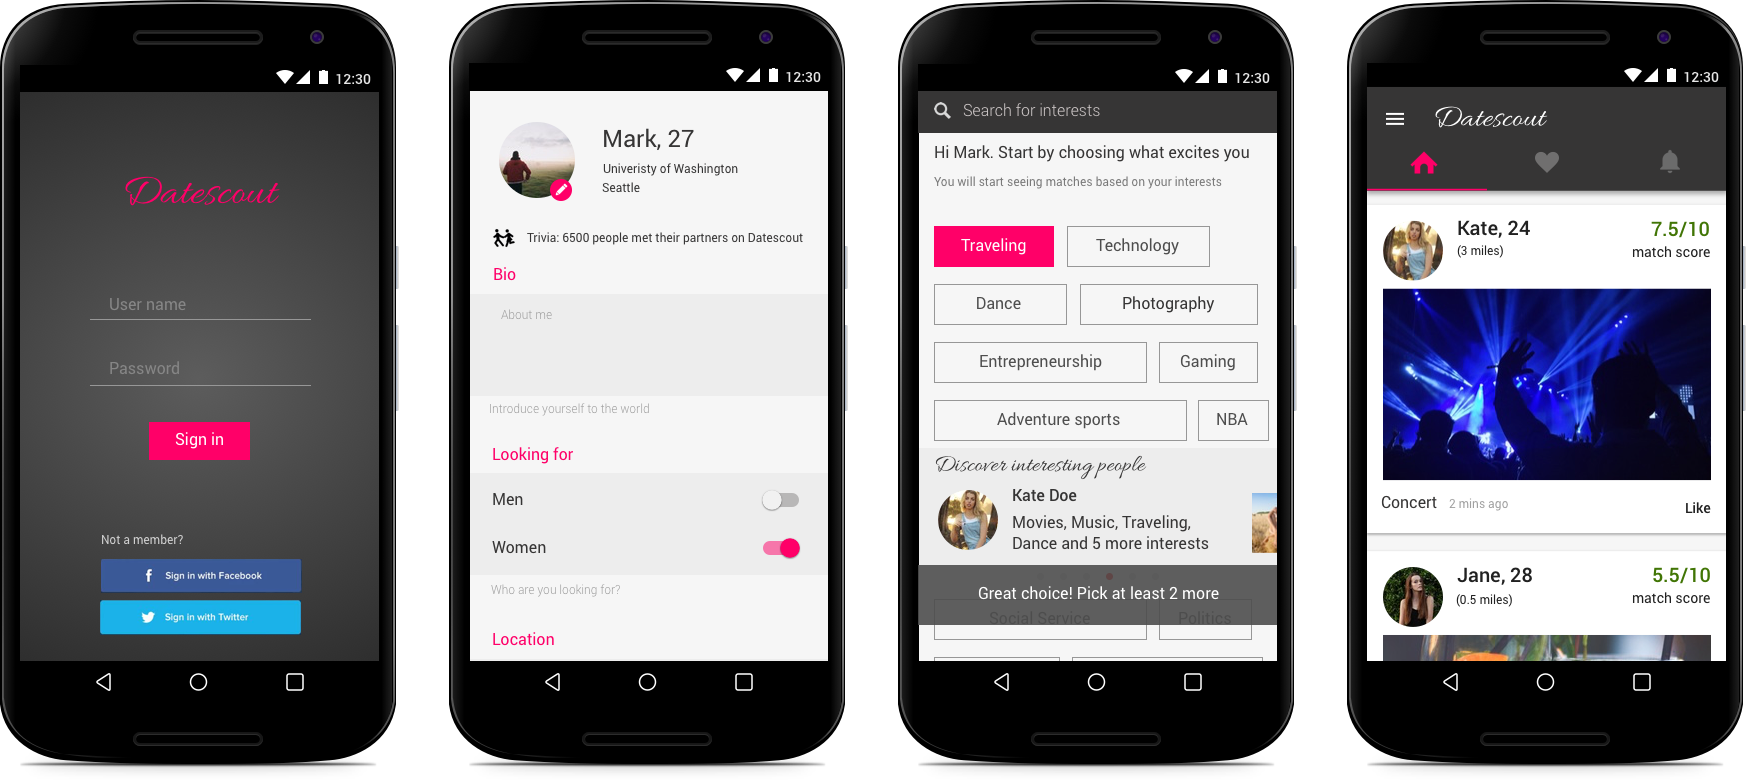 12:30
Datescout
User name
Password
Sign in
Not a member?
f Sign in with Facebook
Sign in with Twitter
12:30
Mark, 27
Univeristy of Washington
Seattle
Trivia: 6500 people met their partners on Datescout
Bio
About me
Introduce yourself to the world
Looking for
Men
Women
Who are you looking for?
Location
12:30
Search for interests
Hi Mark. Start by choosing what excites you
You will start seeing matches based on your interests
Traveling Technology
Dance Photography
Entrepreneurship Gaming
Adventure sports NBA
Discover interesting people
Kate Doe
Movies, Music, Traveling,
Dance and 5 more interests
Great choice! Pick at least 2 more
Social Service Politics
12:30
Datescout
Kate, 24 7.5/10
(3 miles) match score
Concert 2 mins ago Like
Jane, 28 5.5/10
(0.5 miles) match score